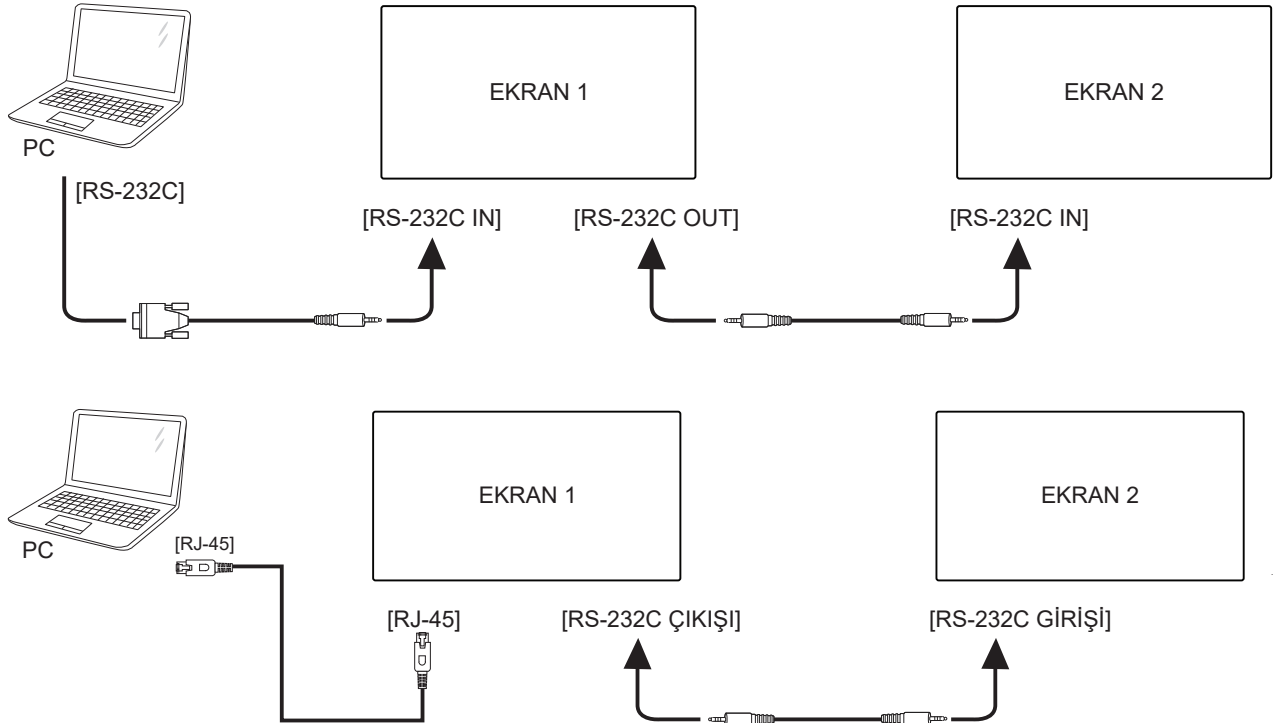 EKRAN 1
EKRAN 2
PC
[RS-232C]
[RS-232C IN]
[RS-232C OUT]
[RS-232C IN]
EKRAN 1
EKRAN 2
PC
[RJ-45]
[RJ-45]
[RS-232C ÇIKIŞI]
[RS-232C GİRİŞİ]